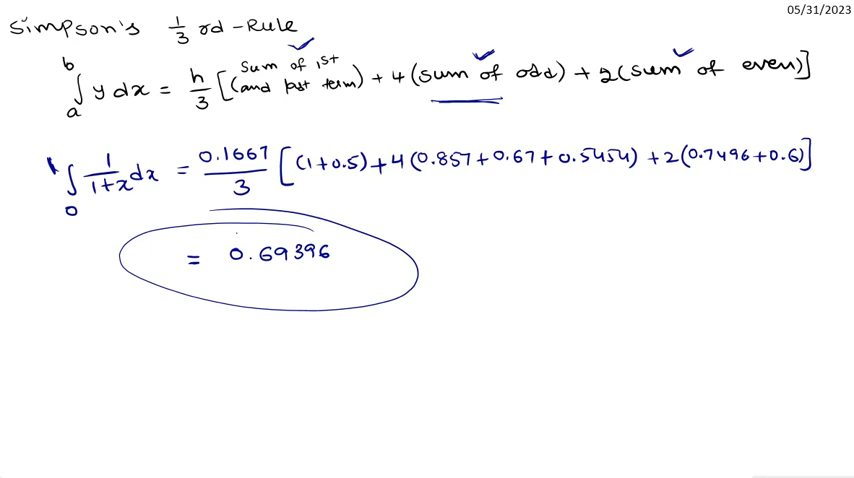 05/31/2023
Simpson's 1/3 rd-Rule
∫_a^b y dx = h/3 [(Sum of 1st and last term) + 4 (sum of odd) + 2(sum of even)]
∫_0^1 1/(1+x) dx = 0.1667/3 [(1+0.5)+4(0.857+0.67+0.5454)+2(0.7496+0.6)]
= 0.69396